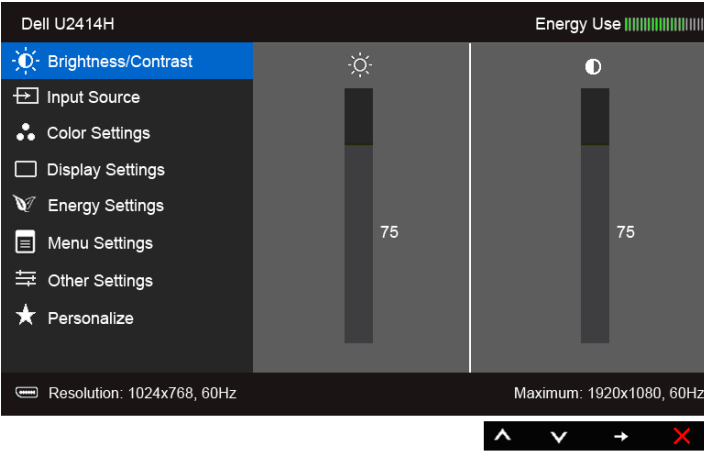 Dell U2414H
Energy Use
Brightness/Contrast
Input Source
Color Settings
Display Settings
Energy Settings
Menu Settings
Other Settings
Personalize
75
75
Resolution: 1024x768, 60Hz
Maximum: 1920x1080, 60Hz